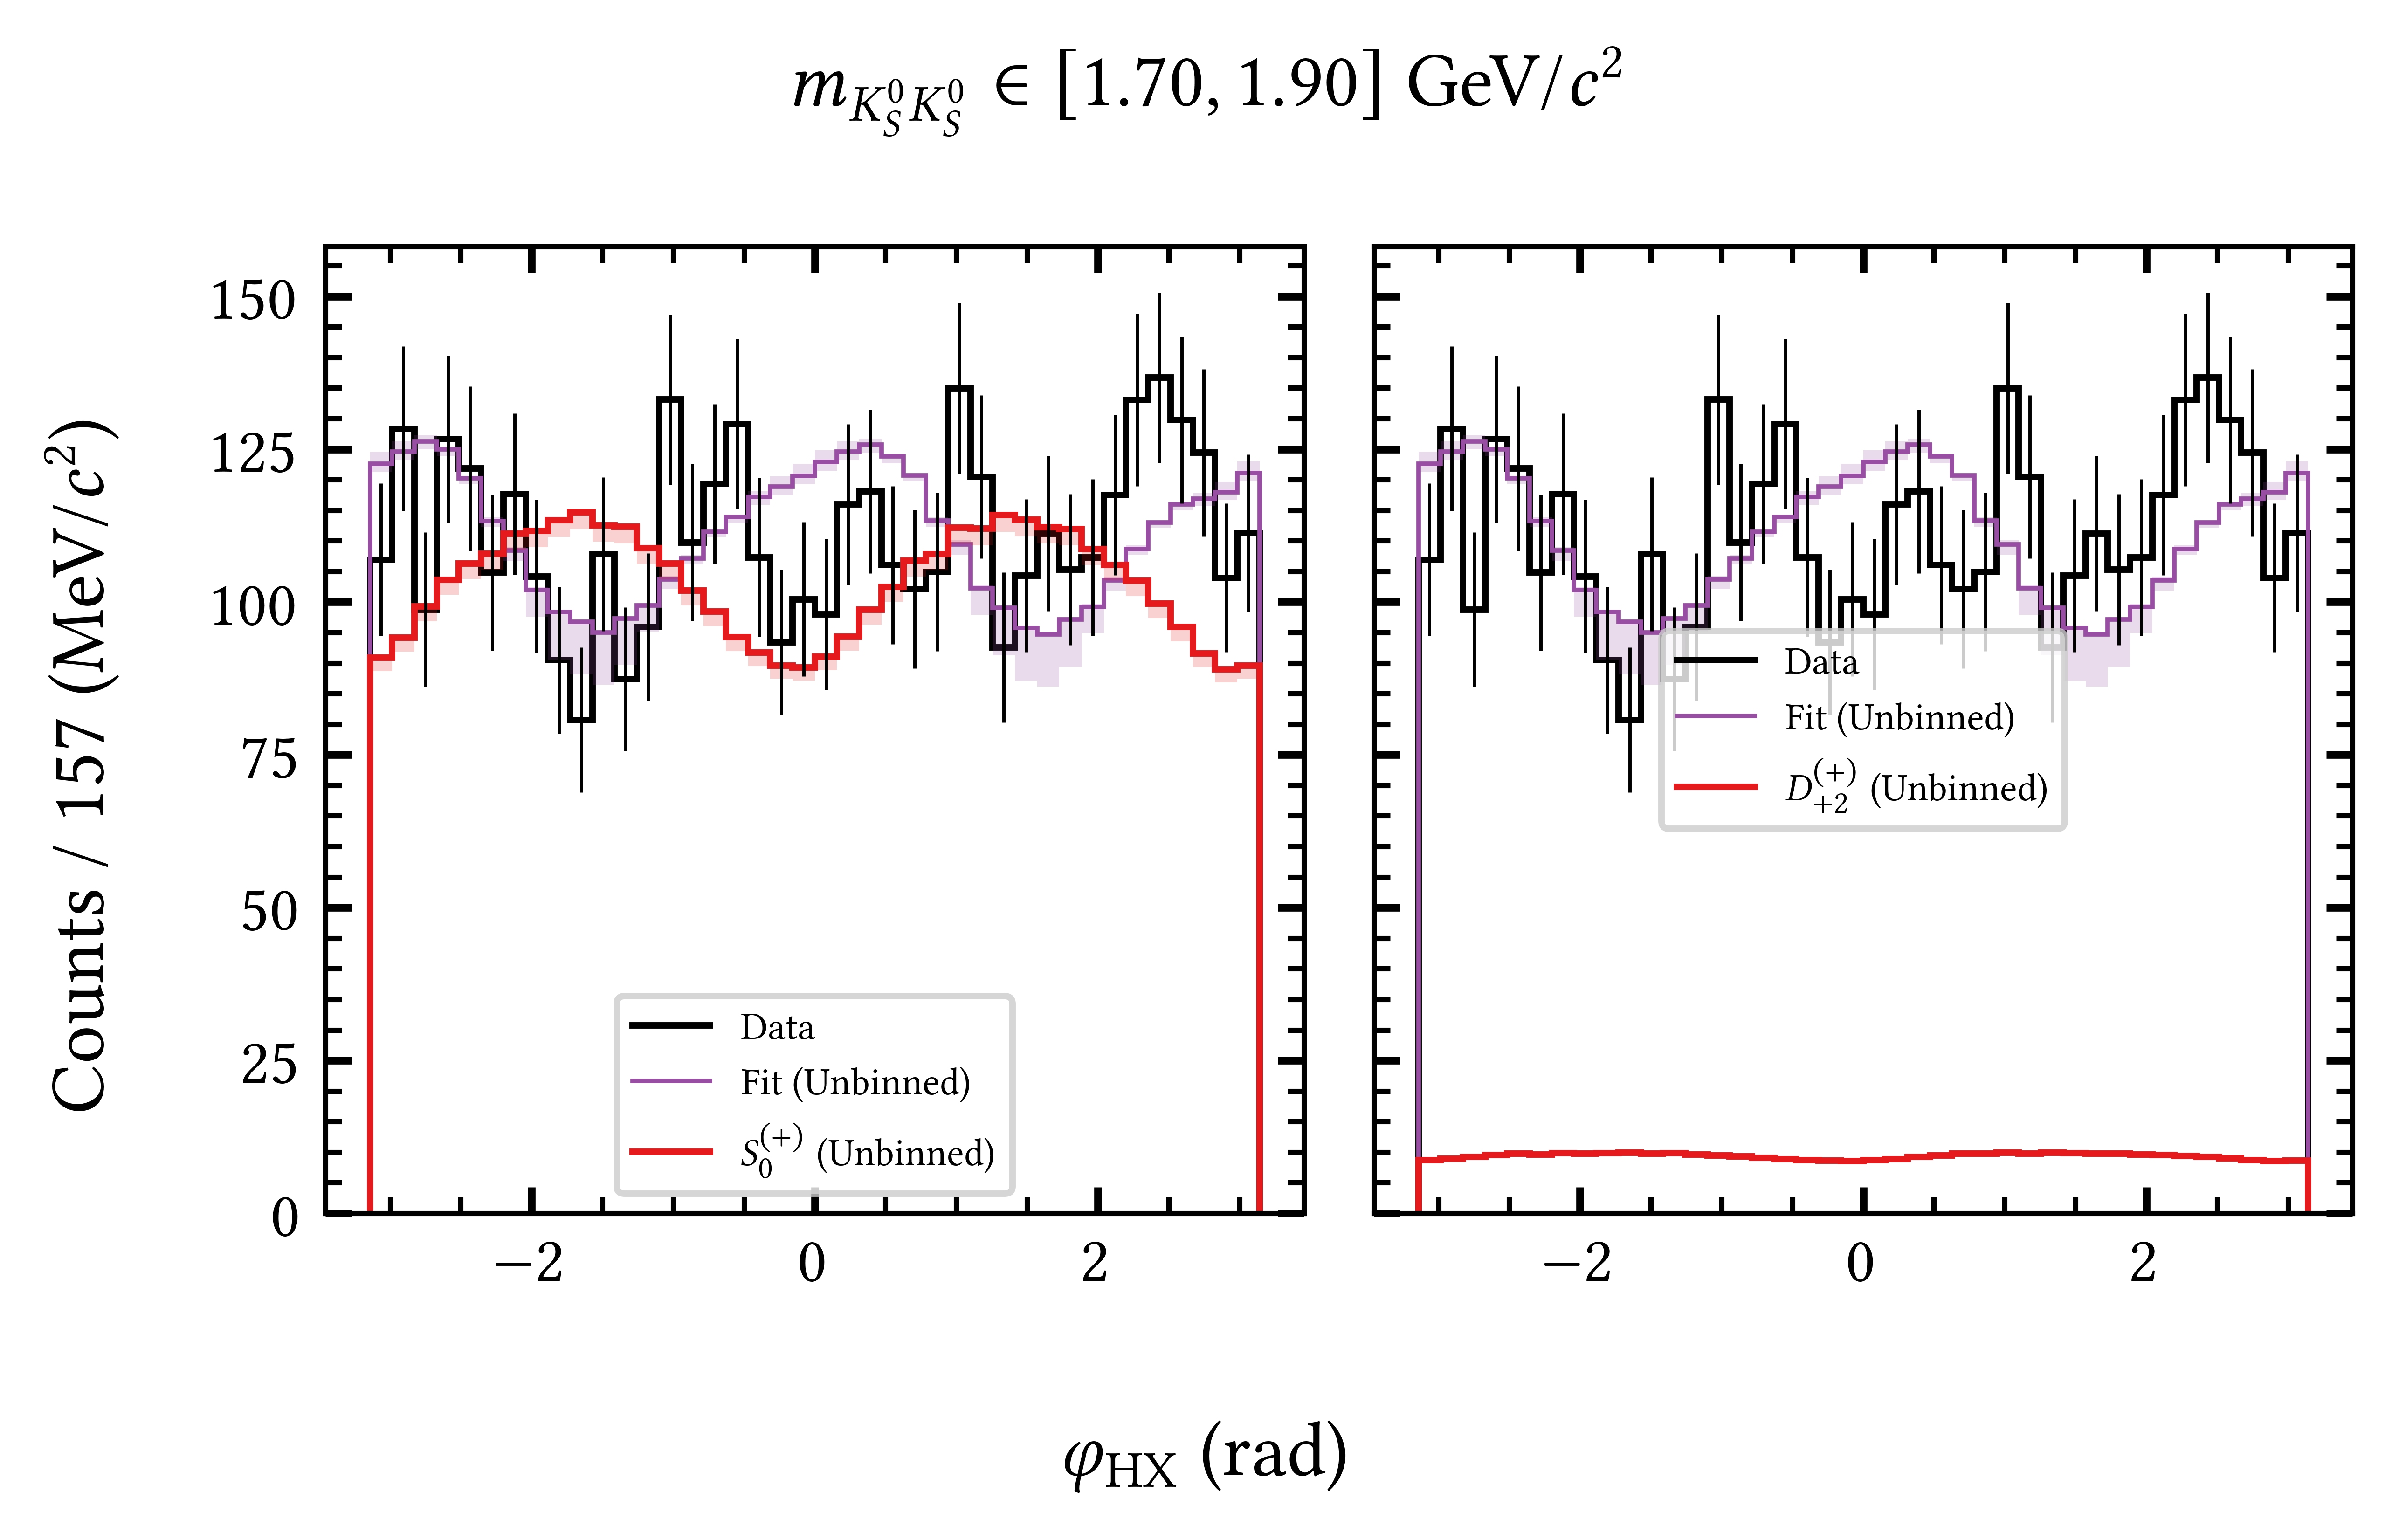 m_{K_S^0 K_S^0} ∈ [1.70, 1.90] GeV/c²
Counts / 157 (MeV/c²)
150
125
100
75
50
25
0
Data
Fit (Unbinned)
S_0^{(+)} (Unbinned)
Data
Fit (Unbinned)
D_{+2}^{(+)} (Unbinned)
−2 0 2
−2 0 2
φ_{HX} (rad)